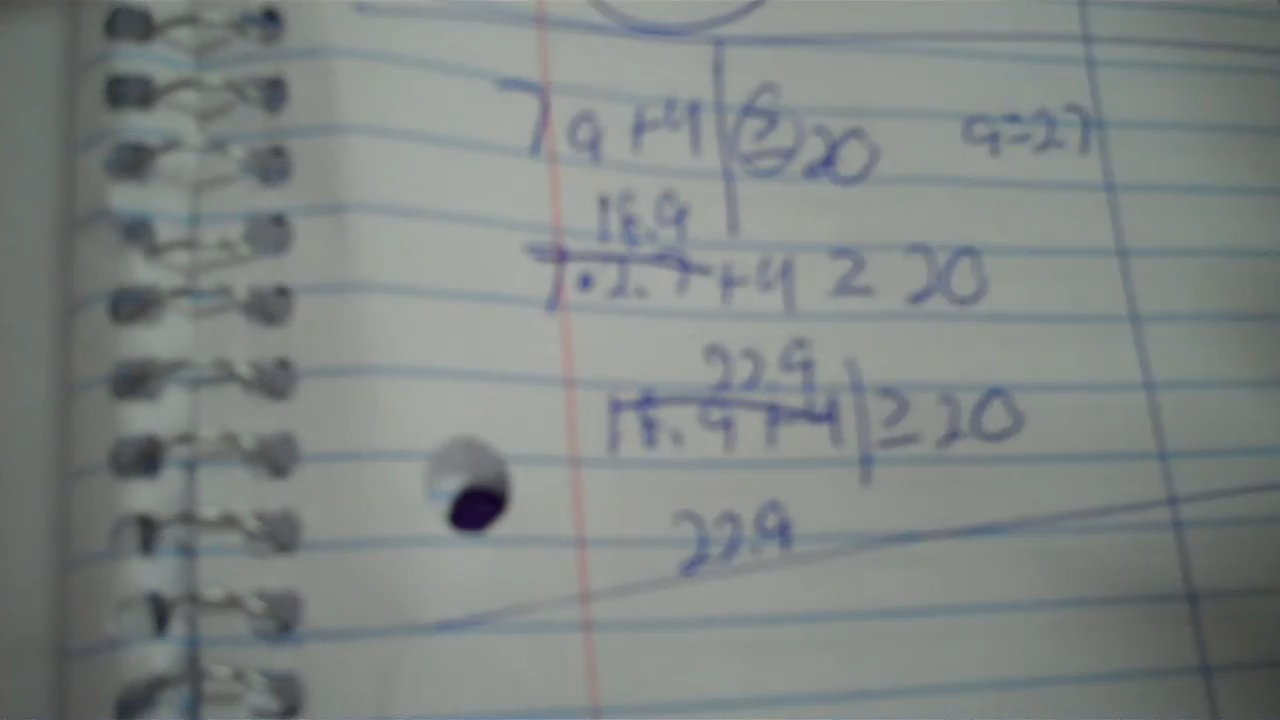 7a+4 ≥ 20 a=2.7
18.9
7•2.7+4 ≥ 20
22.9
18.9+4 ≥ 20
22.9